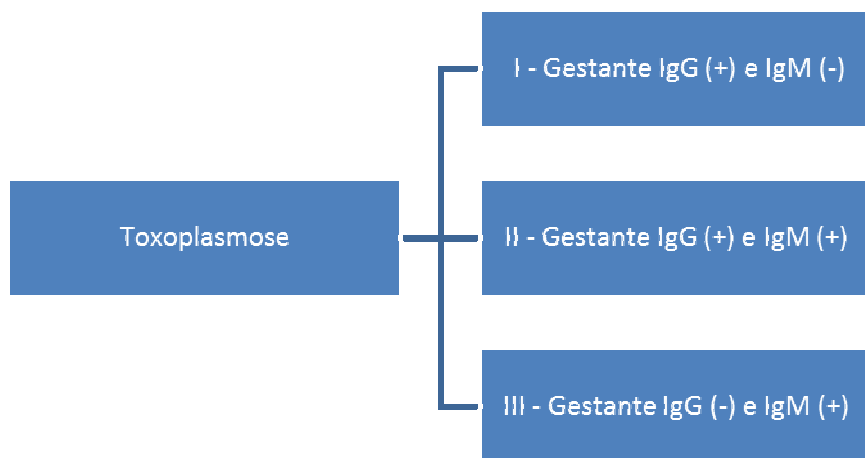 Toxoplasmose
I - Gestante IgG (+) e IgM (-)
II - Gestante IgG (+) e IgM (+)
III - Gestante IgG (-) e IgM (+)